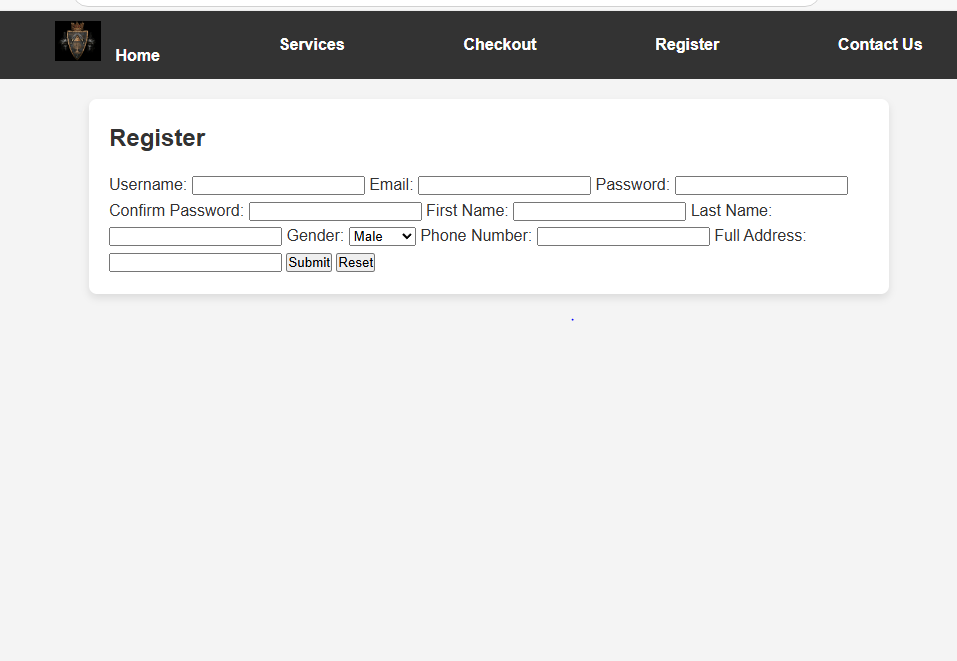 Home Services Checkout Register Contact Us
Register
Username: Email: Password:
Confirm Password: First Name: Last Name:
Gender: Male Phone Number: Full Address:
Submit Reset